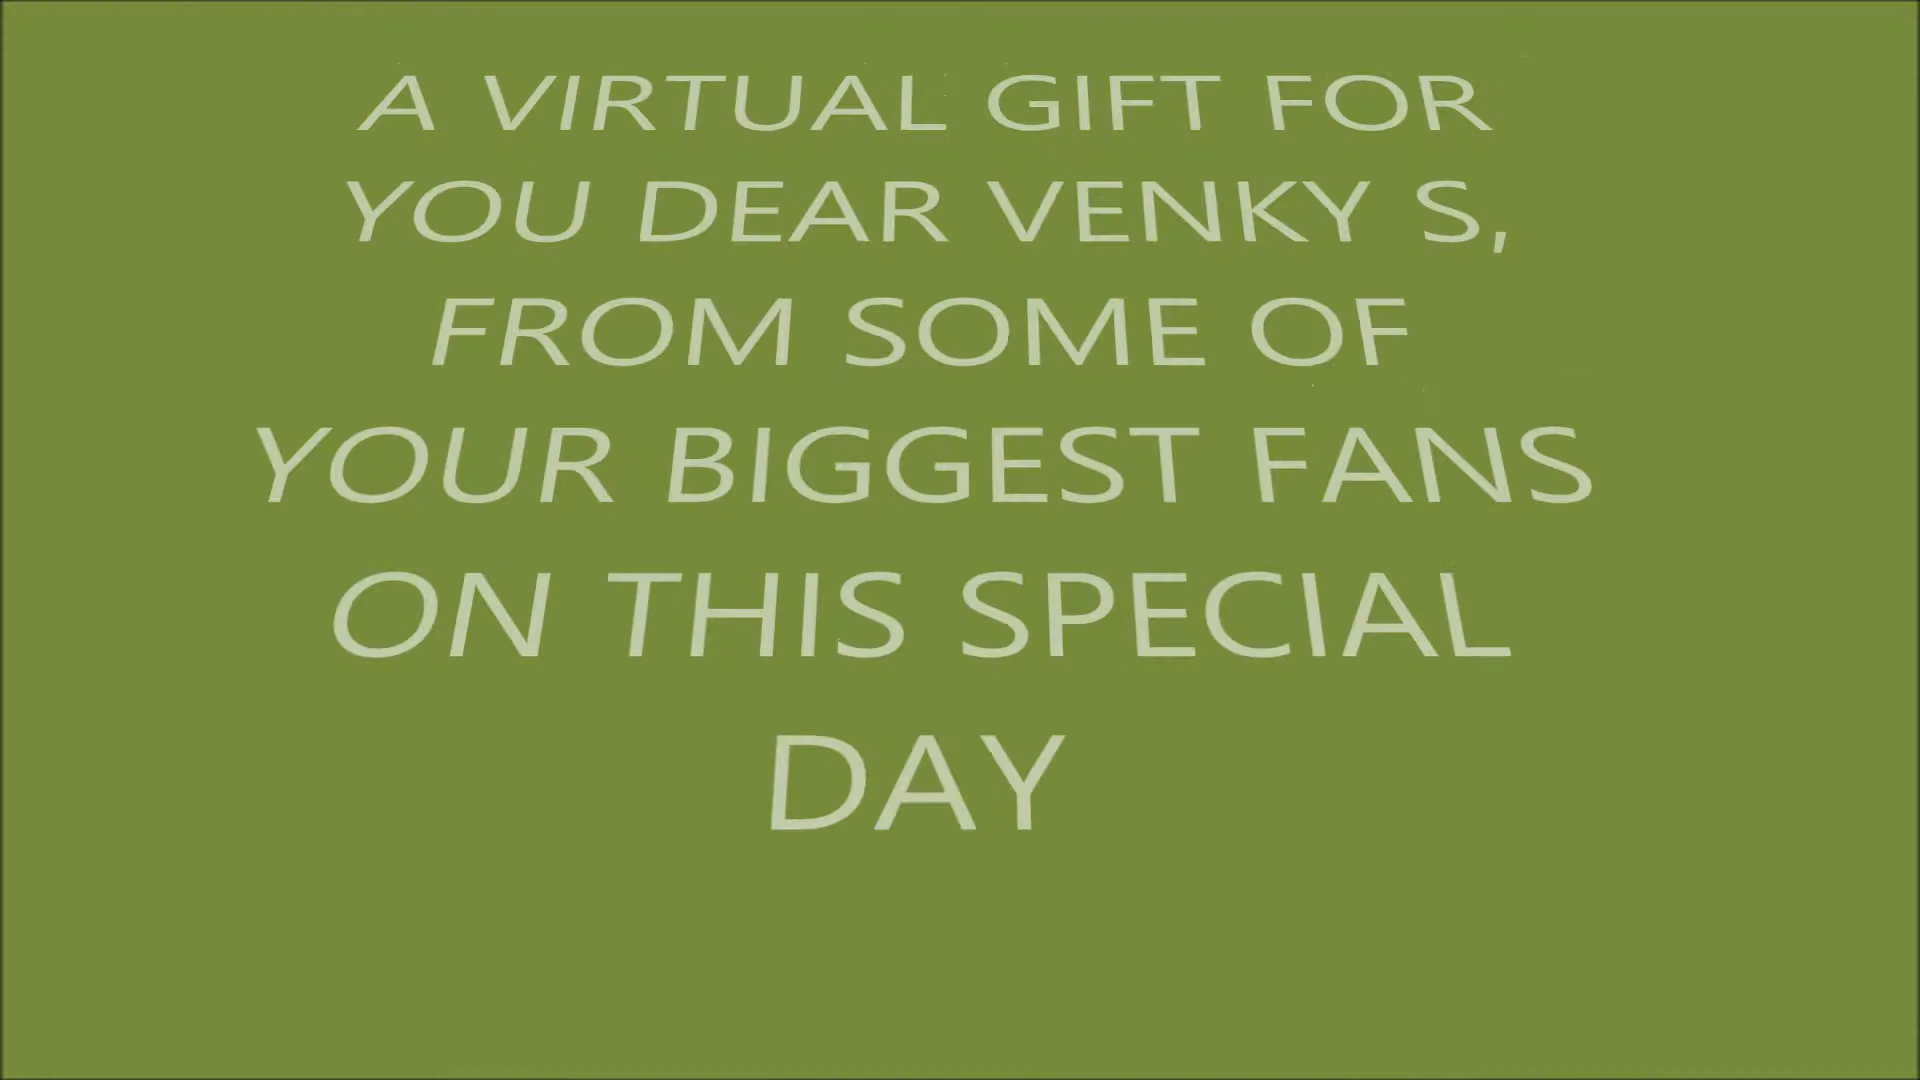 A VIRTUAL GIFT FOR
YOU DEAR VENKY S,
FROM SOME OF
YOUR BIGGEST FANS
ON THIS SPECIAL
DAY